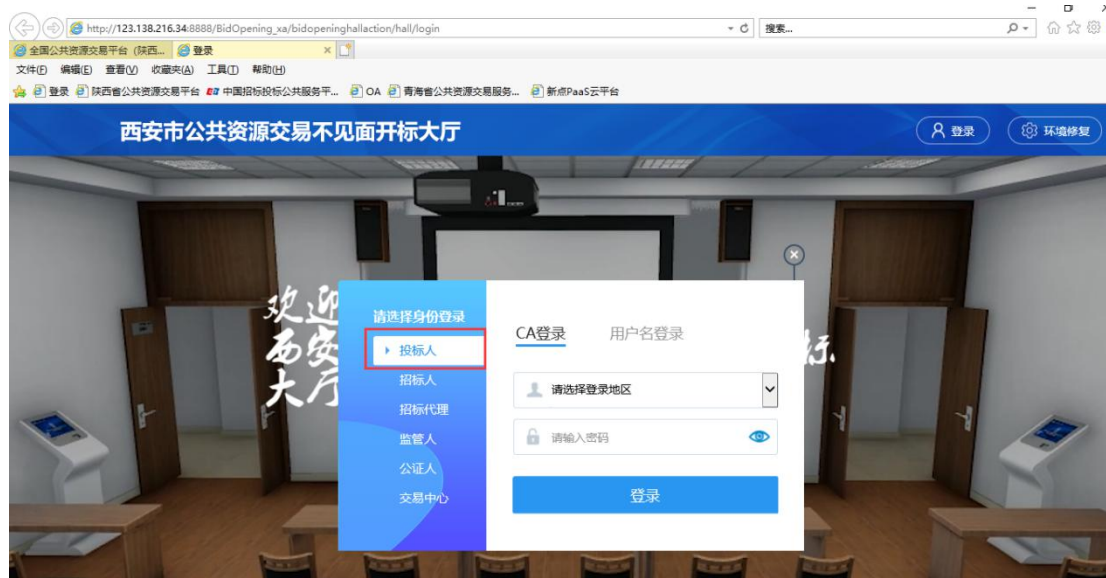 http://123.138.216.34:8888/BidOpening_xa/bidopeninghallaction/hall/login
搜索...
全国公共资源交易平台（陕西...
登录
文件(F) 编辑(E) 查看(V) 收藏夹(A) 工具(T) 帮助(H)
登录 陕西省公共资源交易平台 中国招标投标公共服务平... OA 青海省公共资源交易服务... 新点PaaS云平台
西安市公共资源交易不见面开标大厅
登录
环境修复
欢迎
西安
大厅
标
请选择身份登录
投标人
招标人
招标代理
监管人
公证人
交易中心
CA登录 用户名登录
请选择登录地区
请输入密码
登录